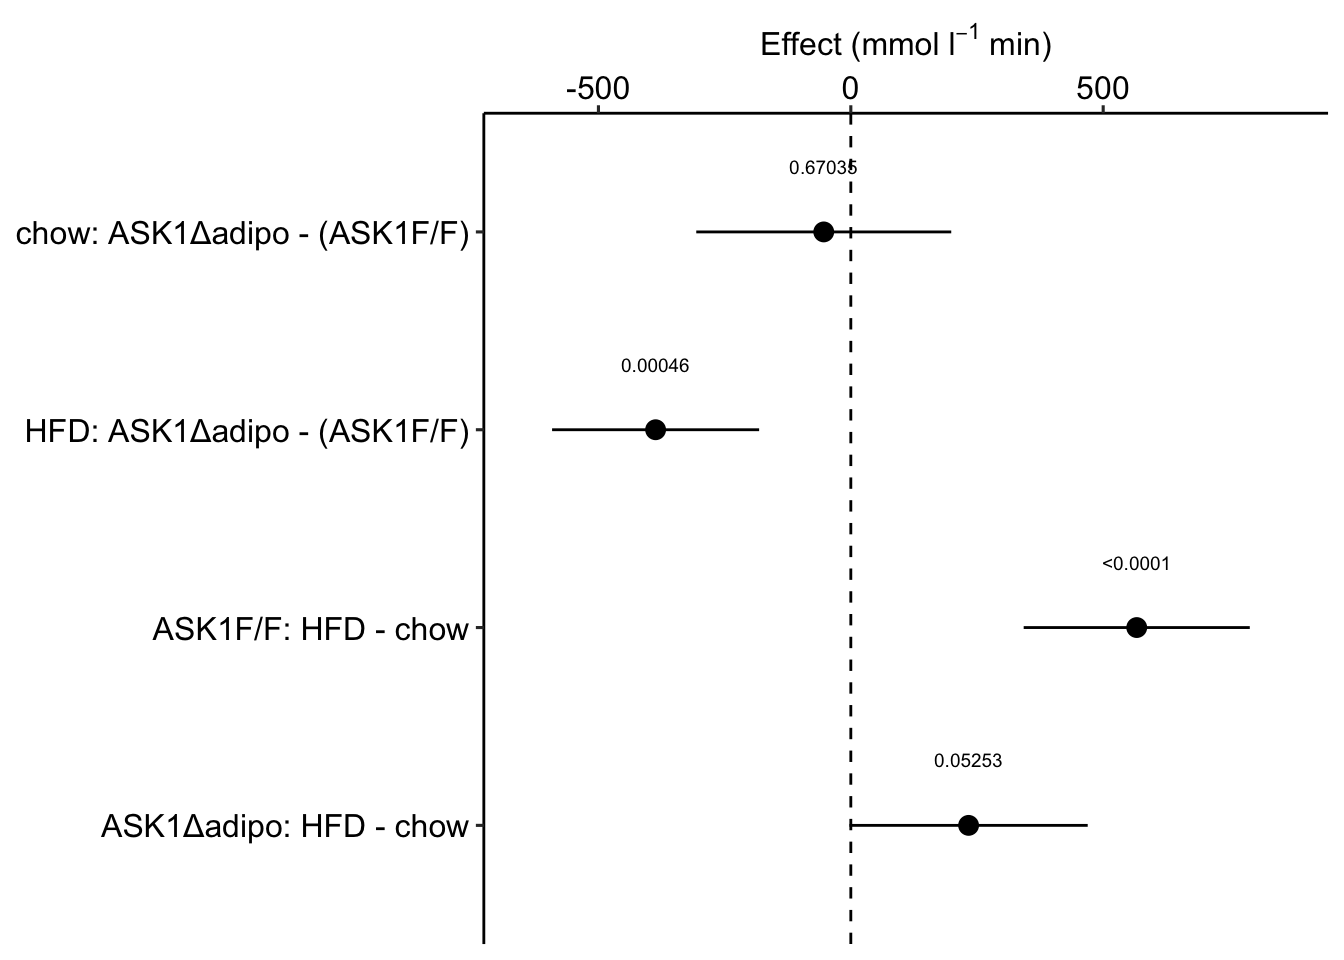 Effect (mmol l⁻¹ min)
-500 0 500
0.67035
chow: ASK1Δadipo - (ASK1F/F)
0.00046
HFD: ASK1Δadipo - (ASK1F/F)
<0.0001
ASK1F/F: HFD - chow
0.05253
ASK1Δadipo: HFD - chow